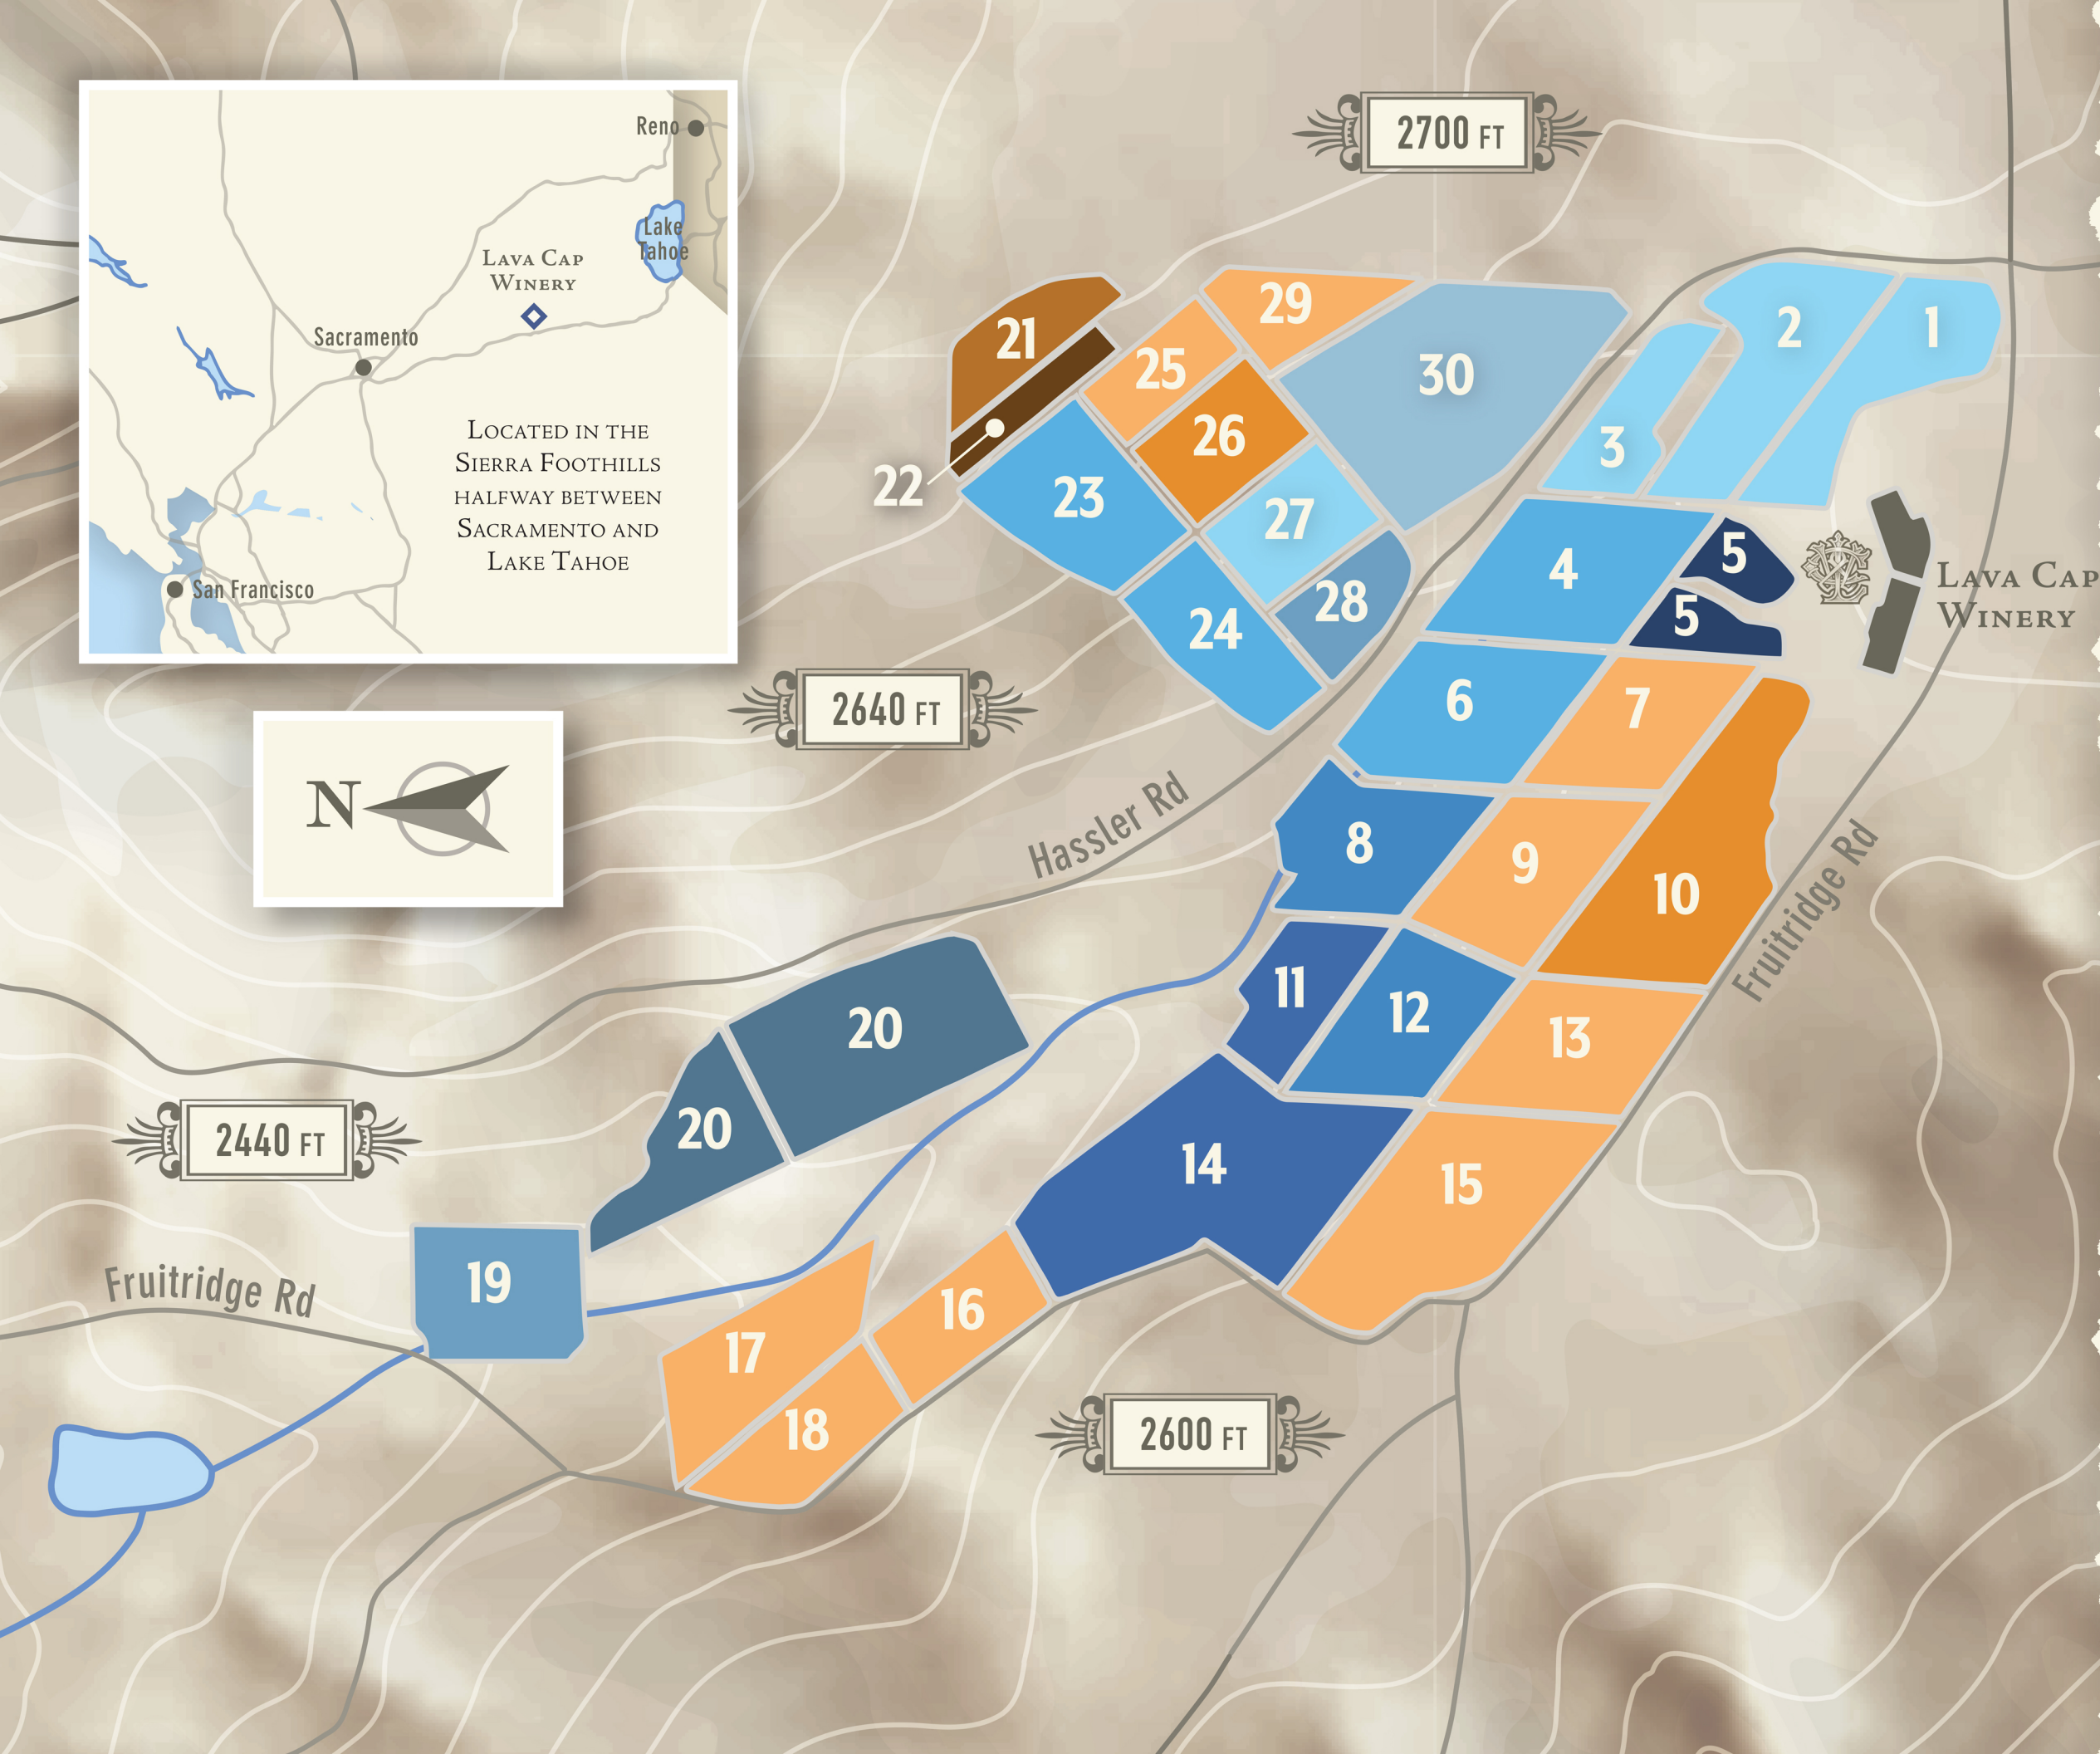 Reno
Lake
Tahoe
Lava Cap
Winery
Sacramento
Located in the
Sierra Foothills
halfway between
Sacramento and
Lake Tahoe
San Francisco
N
2700 FT
2640 FT
2440 FT
2600 FT
Hassler Rd
Fruitridge Rd
Fruitridge Rd
Lava Cap
Winery
1
2
3
4
5
5
6
7
8
9
10
11
12
13
14
15
16
17
18
19
20
20
21
22
23
24
25
26
27
28
29
30